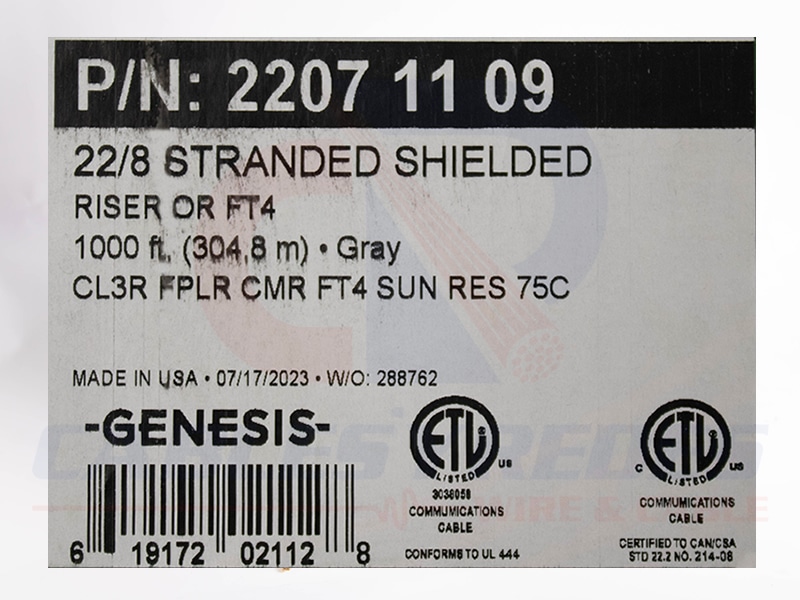 P/N: 2207 11 09
22/8 STRANDED SHIELDED
RISER OR FT4
1000 ft. (304.8 m) • Gray
CL3R FPLR CMR FT4 SUN RES 75C
MADE IN USA • 07/17/2023 • W/O: 288762
-GENESIS-
ETL
LISTED
US
3036058
COMMUNICATIONS
CABLE
CONFORMS TO UL 444
C
ETL
LISTED
US
COMMUMICATIONS
CABLE
CERTIFIED TO CAN/CSA
STD 22.2 NO. 214-08
6 19172 02112 8
WIRE & CABLE